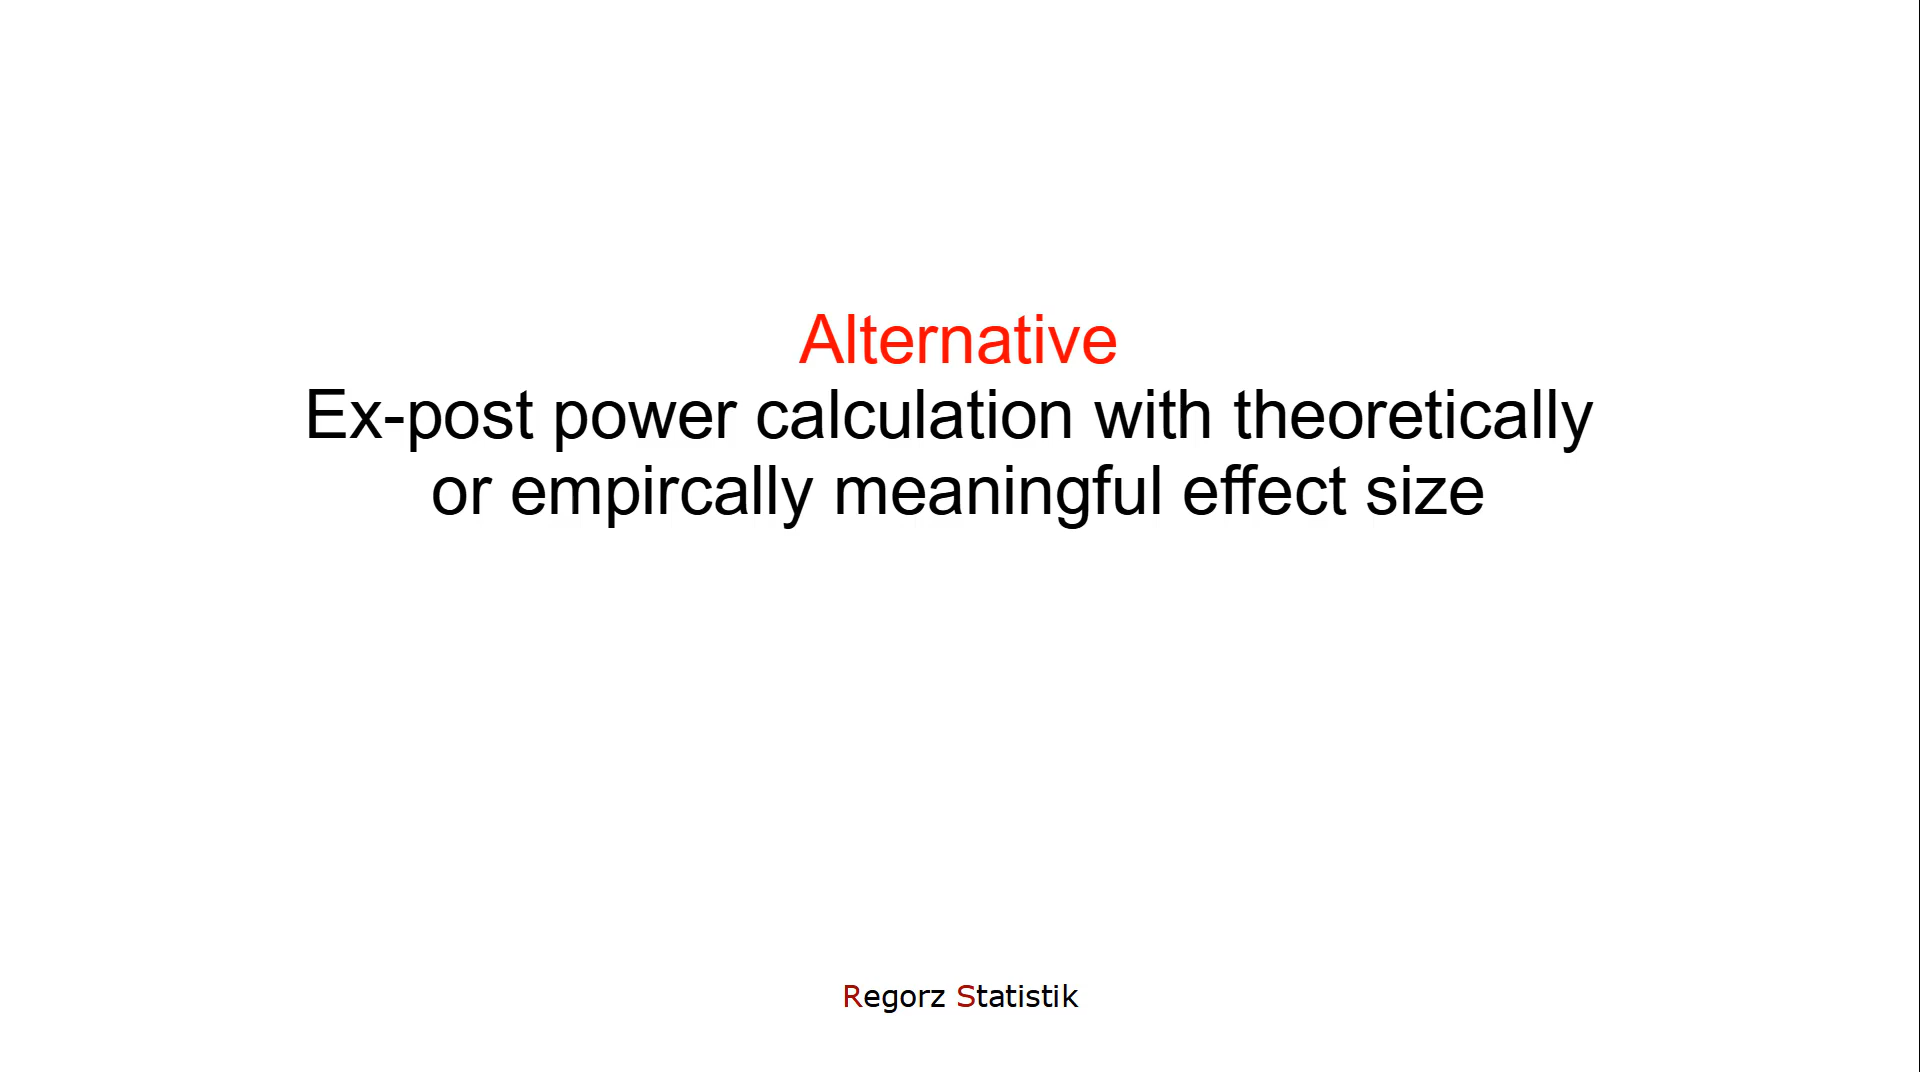 Alternative
Ex-post power calculation with theoretically
or empircally meaningful effect size
Regorz Statistik